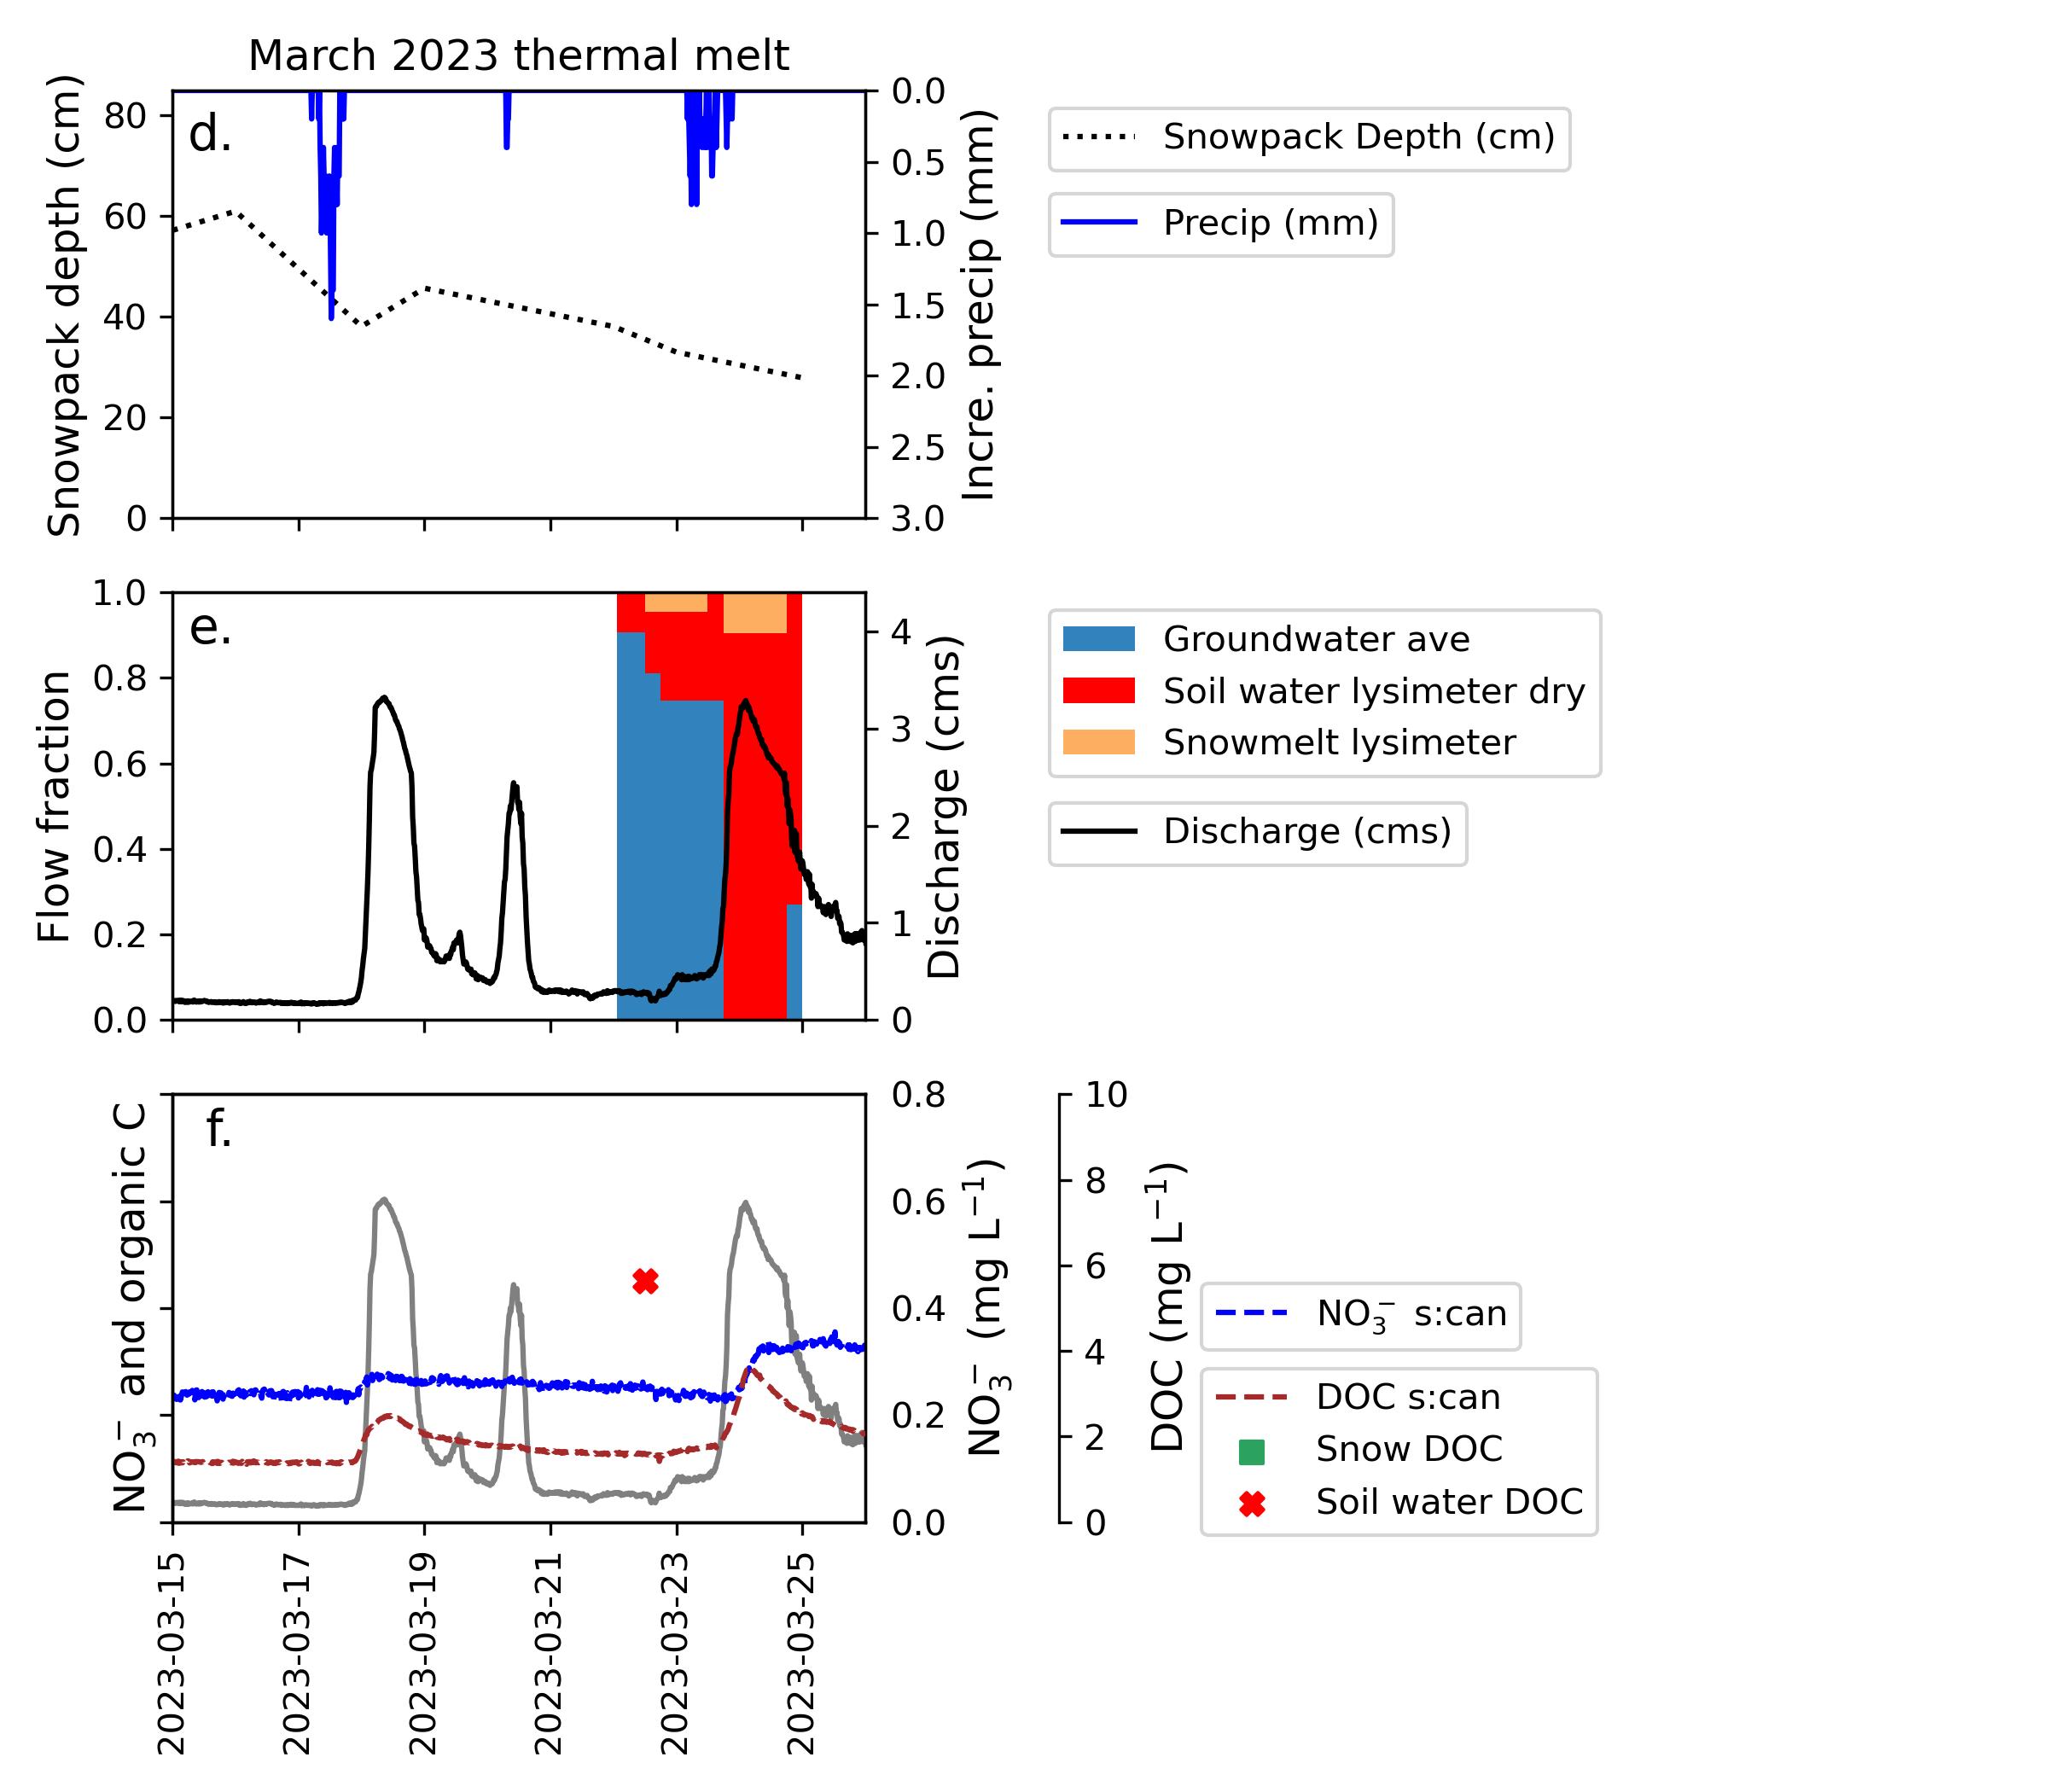 March 2023 thermal melt
d.
Snowpack depth (cm)
80
60
40
20
0
0.0
0.5
1.0
1.5
2.0
2.5
3.0
Incre. precip (mm)
Snowpack Depth (cm)
Precip (mm)
e.
Flow fraction
1.0
0.8
0.6
0.4
0.2
0.0
4
3
2
1
0
Discharge (cms)
Groundwater ave
Soil water lysimeter dry
Snowmelt lysimeter
Discharge (cms)
f.
NO₃⁻ and organic C
0.8
0.6
0.4
0.2
0.0
NO₃⁻ (mg L⁻¹)
10
8
6
4
2
0
DOC (mg L⁻¹)
NO₃⁻ s:can
DOC s:can
Snow DOC
Soil water DOC
2023-03-15
2023-03-17
2023-03-19
2023-03-21
2023-03-23
2023-03-25